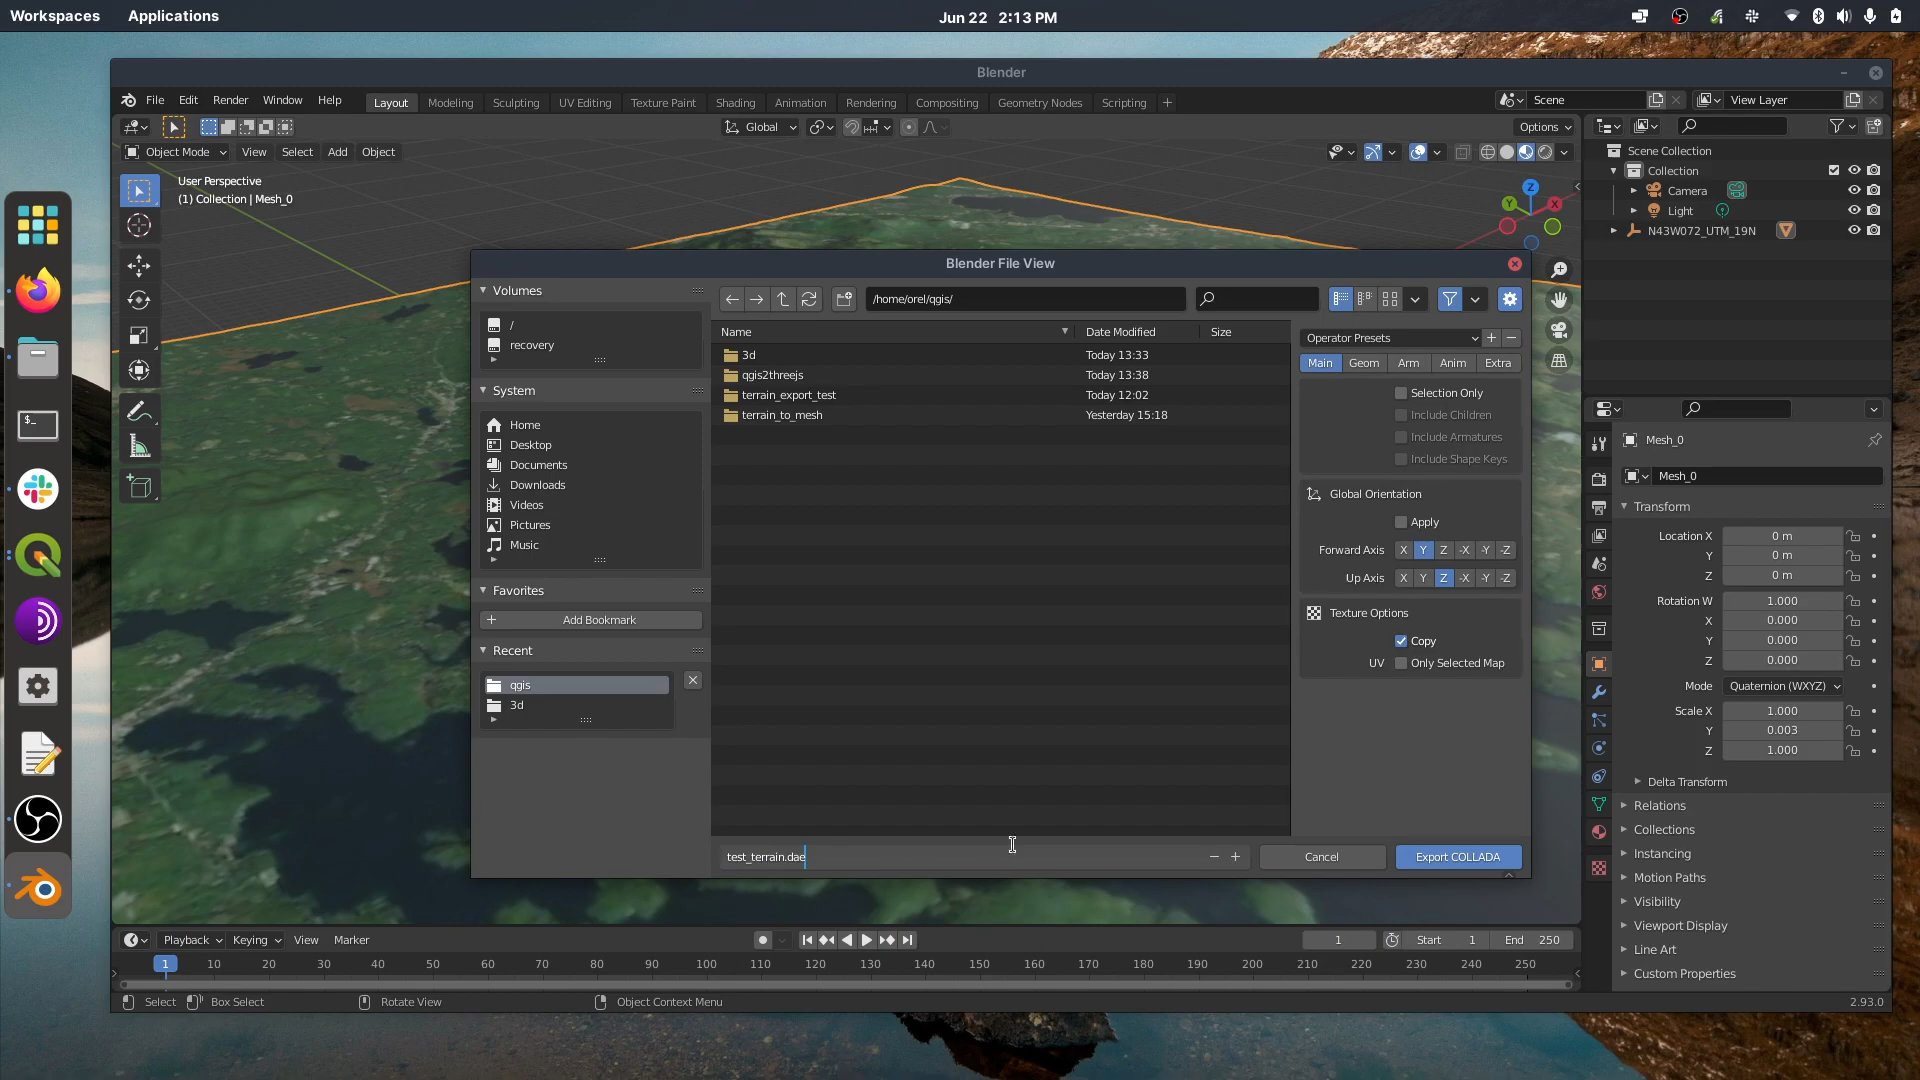 Workspaces Applications Jun 22 2:13 PM
Blender
File Edit Render Window Help Layout Modeling Sculpting UV Editing Texture Paint Shading Animation Rendering Compositing Geometry Nodes Scripting + Scene View Layer
Global Options
Object Mode View Select Add Object
User Perspective
(1) Collection | Mesh_0
Z
Y X
Scene Collection
Collection
Camera
Light
N43W072_UTM_19N
Blender File View
Volumes
/
recovery
System
Home
Desktop
Documents
Downloads
Videos
Pictures
Music
Favorites
+ Add Bookmark
Recent
qgis
3d
/home/orel/qgis/
Name Date Modified Size
3d Today 13:33
qgis2threejs Today 13:38
terrain_export_test Today 12:02
terrain_to_mesh Yesterday 15:18
Operator Presets
Main Geom Arm Anim Extra
Selection Only
Include Children
Include Armatures
Include Shape Keys
Global Orientation
Apply
Forward Axis X Y Z -X -Y -Z
Up Axis X Y Z -X -Y -Z
Texture Options
Copy
UV Only Selected Map
test_terrain.dae
Cancel
Export COLLADA
Mesh_0
Mesh_0
Transform
Location X 0 m
Y 0 m
Z 0 m
Rotation W 1.000
X 0.000
Y 0.000
Z 0.000
Mode Quaternion (WXYZ)
Scale X 1.000
Y 0.003
Z 1.000
Delta Transform
Relations
Collections
Instancing
Motion Paths
Visibility
Viewport Display
Line Art
Custom Properties
Playback Keying View Marker 1 Start 1 End 250
1 10 20 30 40 50 60 70 80 90 100 110 120 130 140 150 160 170 180 190 200 210 220 230 240 250
Select Box Select Rotate View Object Context Menu 2.93.0